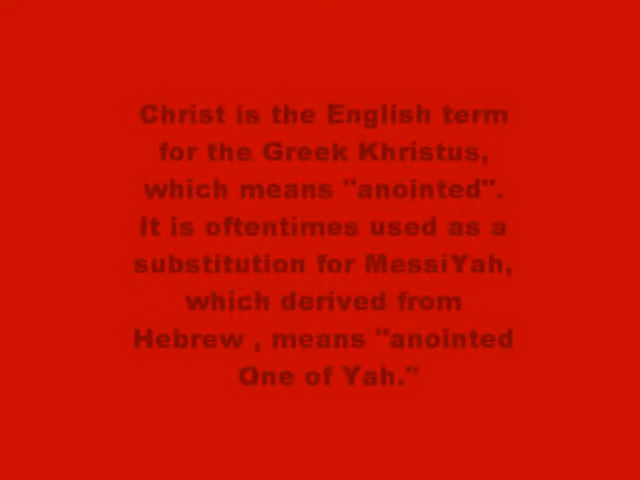 Christ is the English term
for the Greek Khristus,
which means "anointed".
It is oftentimes used as a
substitution for MessiYah,
which derived from
Hebrew , means "anointed
One of Yah."